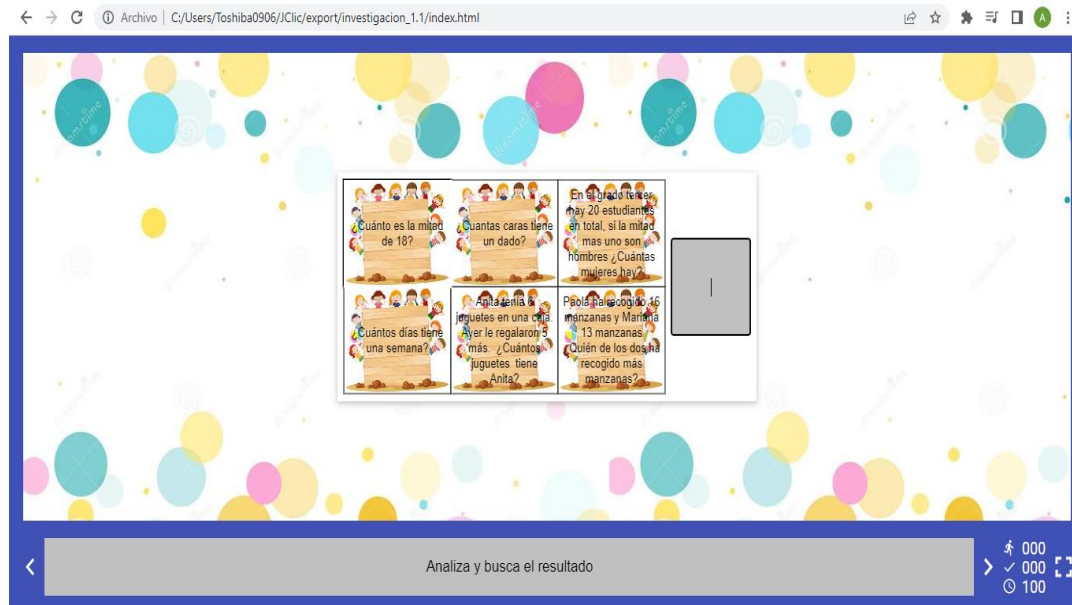 Archivo | C:/Users/Toshiba0906/JClic/export/investigacion_1.1/index.html
A
¿Cuánto es la mitad
de 18?
¿Cuantas caras tiene
un dado?
En el grado tercer
hay 20 estudiantes
en total, si la mitad
mas uno son
hombres ¿Cuántas
mujeres hay?
¿Cuántos días tiene
una semana?
Anita tenía 6
juguetes en una caja.
Ayer le regalaron 5
más. ¿Cuántos
juguetes tiene
Anita?
Paola ha recogido 16
manzanas y Mariana
13 manzanas.
Quién de los dos ha
recogido más
manzanas?
Analiza y busca el resultado
000
000
100